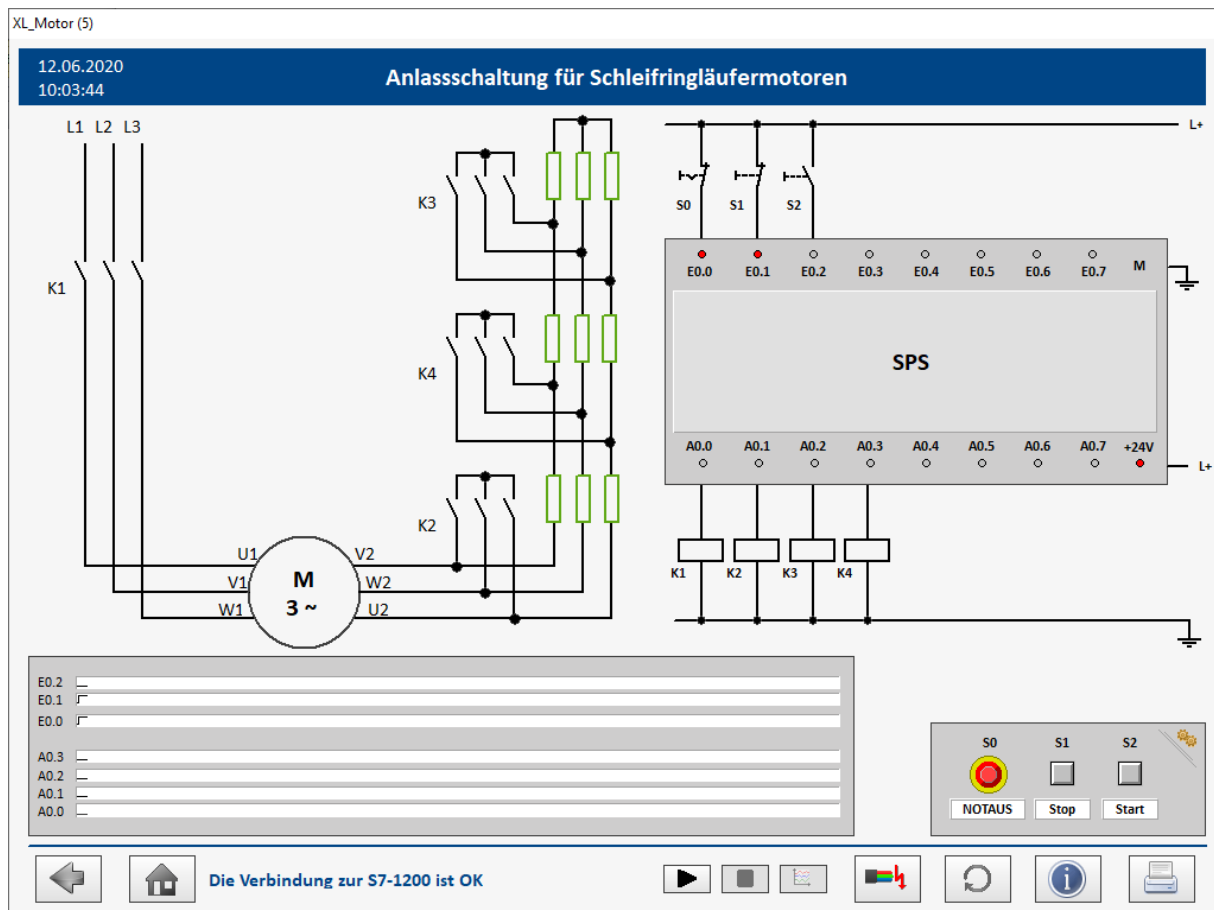 XL_Motor (5)
12.06.2020
10:03:44
Anlassschaltung für Schleifringläufermotoren
L1 L2 L3
K1
K3
K4
K2
U1
V1
W1
M
3 ~
V2
W2
U2
L+
S0 S1 S2
E0.0 E0.1 E0.2 E0.3 E0.4 E0.5 E0.6 E0.7 M
SPS
A0.0 A0.1 A0.2 A0.3 A0.4 A0.5 A0.6 A0.7 +24V
L+
K1 K2 K3 K4
E0.2
E0.1
E0.0
A0.3
A0.2
A0.1
A0.0
S0 S1 S2
NOTAUS Stop Start
Die Verbindung zur S7-1200 ist OK